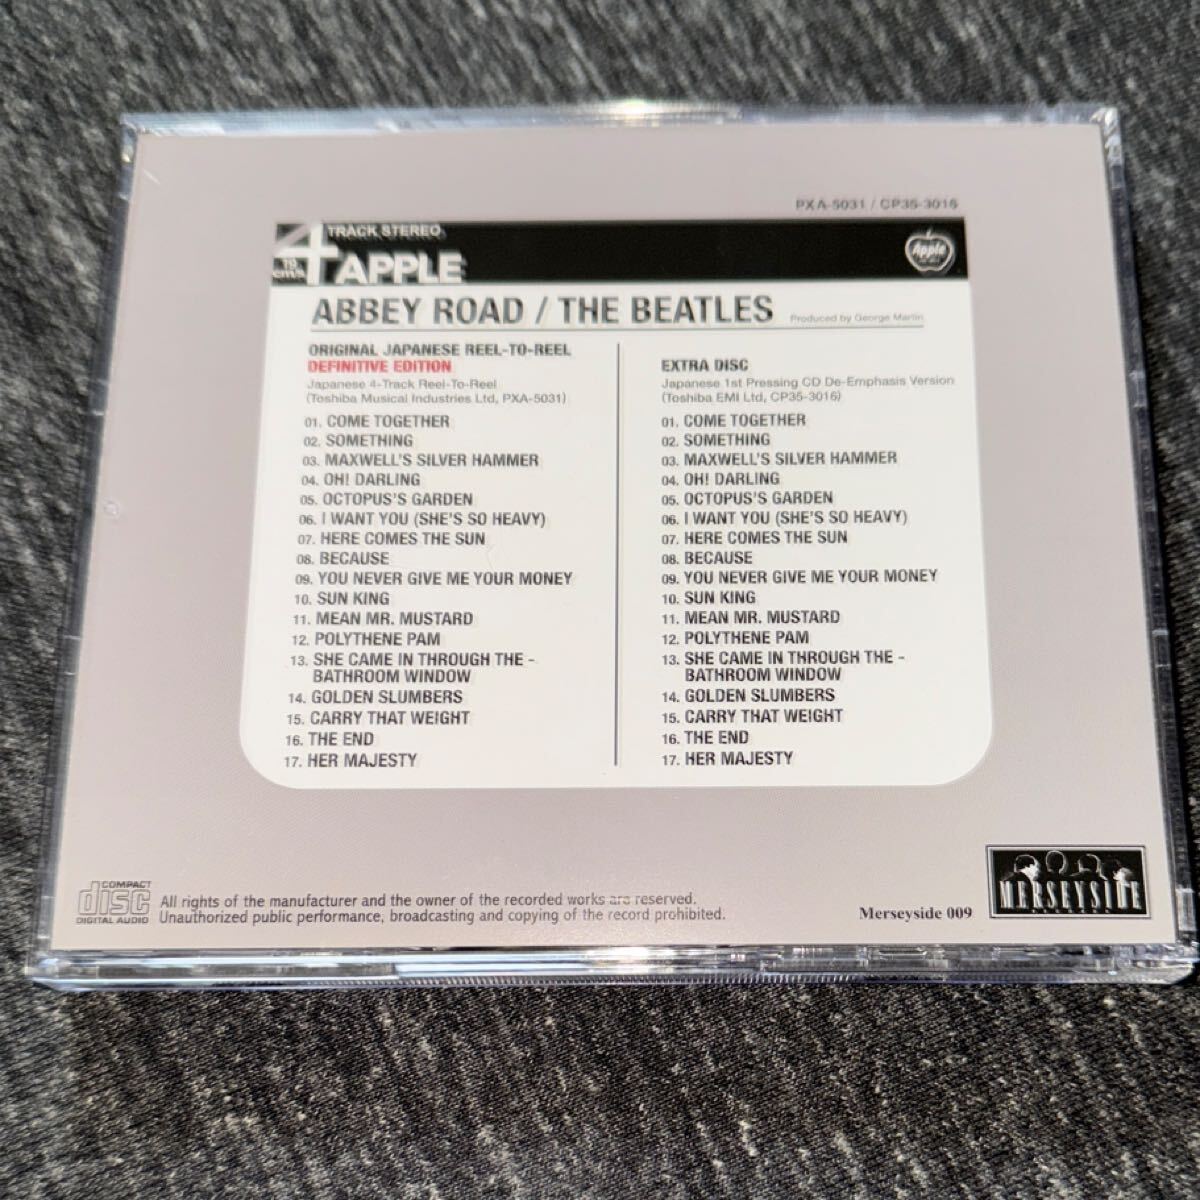 PXA-5031 / CP35-3016
4 TRACK STEREO
19 cm/s
APPLE
Apple
ABBEY ROAD / THE BEATLES Produced by George Martin
ORIGINAL JAPANESE REEL-TO-REEL
DEFINITIVE EDITION
Japanese 4-Track Reel-To-Reel
(Toshiba Musical Industries Ltd, PXA-5031)
01. COME TOGETHER
02. SOMETHING
03. MAXWELL'S SILVER HAMMER
04. OH! DARLING
05. OCTOPUS'S GARDEN
06. I WANT YOU (SHE'S SO HEAVY)
07. HERE COMES THE SUN
08. BECAUSE
09. YOU NEVER GIVE ME YOUR MONEY
10. SUN KING
11. MEAN MR. MUSTARD
12. POLYTHENE PAM
13. SHE CAME IN THROUGH THE -
BATHROOM WINDOW
14. GOLDEN SLUMBERS
15. CARRY THAT WEIGHT
16. THE END
17. HER MAJESTY
EXTRA DISC
Japanese 1st Pressing CD De-Emphasis Version
(Toshiba EMI Ltd, CP35-3016)
01. COME TOGETHER
02. SOMETHING
03. MAXWELL'S SILVER HAMMER
04. OH! DARLING
05. OCTOPUS'S GARDEN
06. I WANT YOU (SHE'S SO HEAVY)
07. HERE COMES THE SUN
08. BECAUSE
09. YOU NEVER GIVE ME YOUR MONEY
10. SUN KING
11. MEAN MR. MUSTARD
12. POLYTHENE PAM
13. SHE CAME IN THROUGH THE -
BATHROOM WINDOW
14. GOLDEN SLUMBERS
15. CARRY THAT WEIGHT
16. THE END
17. HER MAJESTY
COMPACT
disc
DIGITAL AUDIO
All rights of the manufacturer and the owner of the recorded works are reserved.
Unauthorized public performance, broadcasting and copying of the record prohibited.
Merseyside 009
MERSEYSIDE
RECORDS